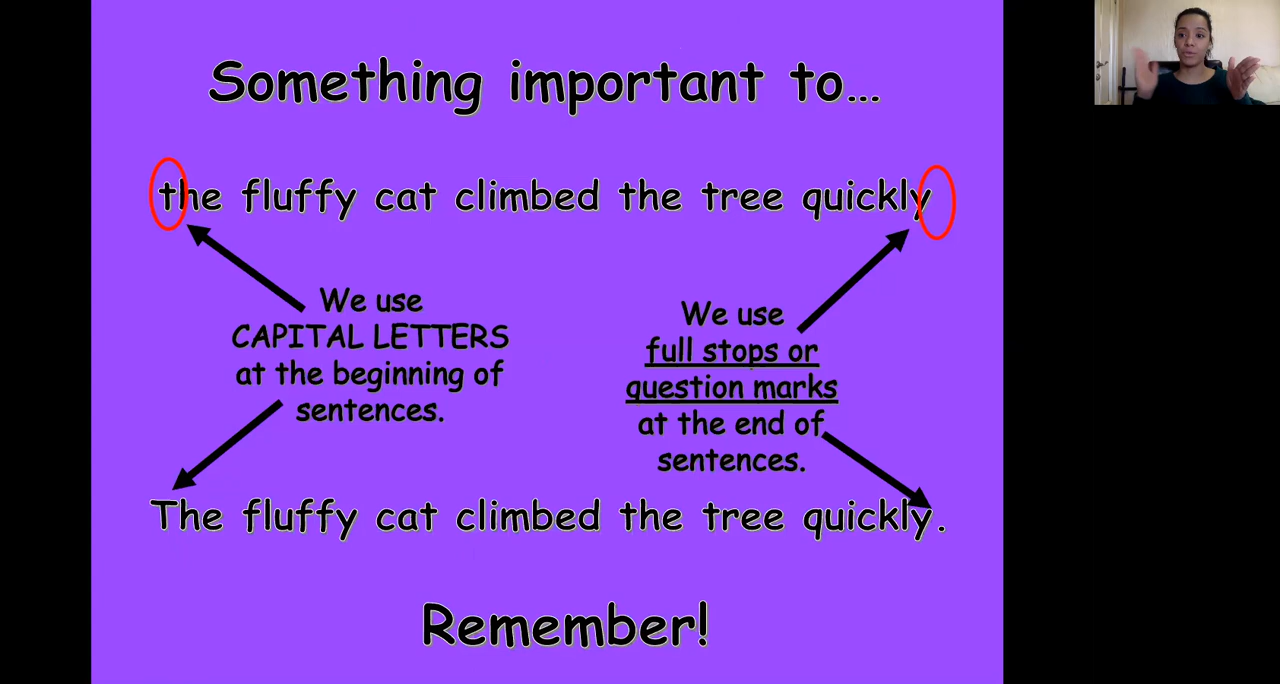 Something important to...
the fluffy cat climbed the tree quickly
We use
CAPITAL LETTERS
at the beginning of
sentences.
We use
full stops or
question marks
at the end of
sentences.
The fluffy cat climbed the tree quickly.
Remember!